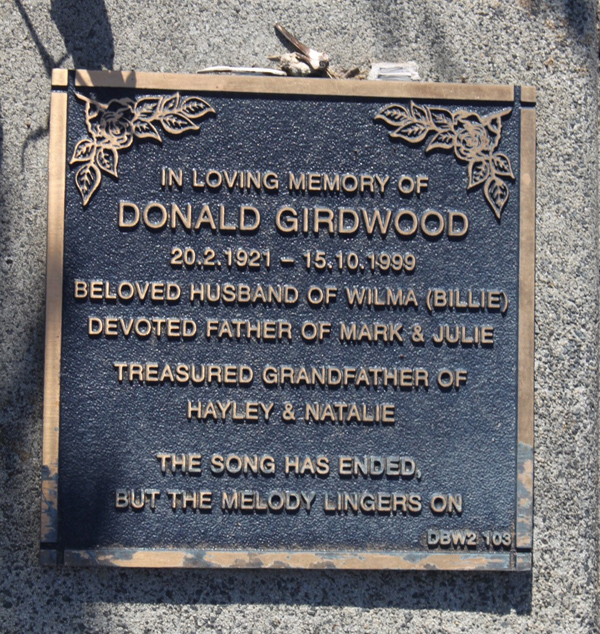 IN LOVING MEMORY OF
DONALD GIRDWOOD
20.2.1921 – 15.10.1999
BELOVED HUSBAND OF WILMA (BILLIE)
DEVOTED FATHER OF MARK & JULIE
TREASURED GRANDFATHER OF
HAYLEY & NATALIE
THE SONG HAS ENDED,
BUT THE MELODY LINGERS ON
DBW2 103